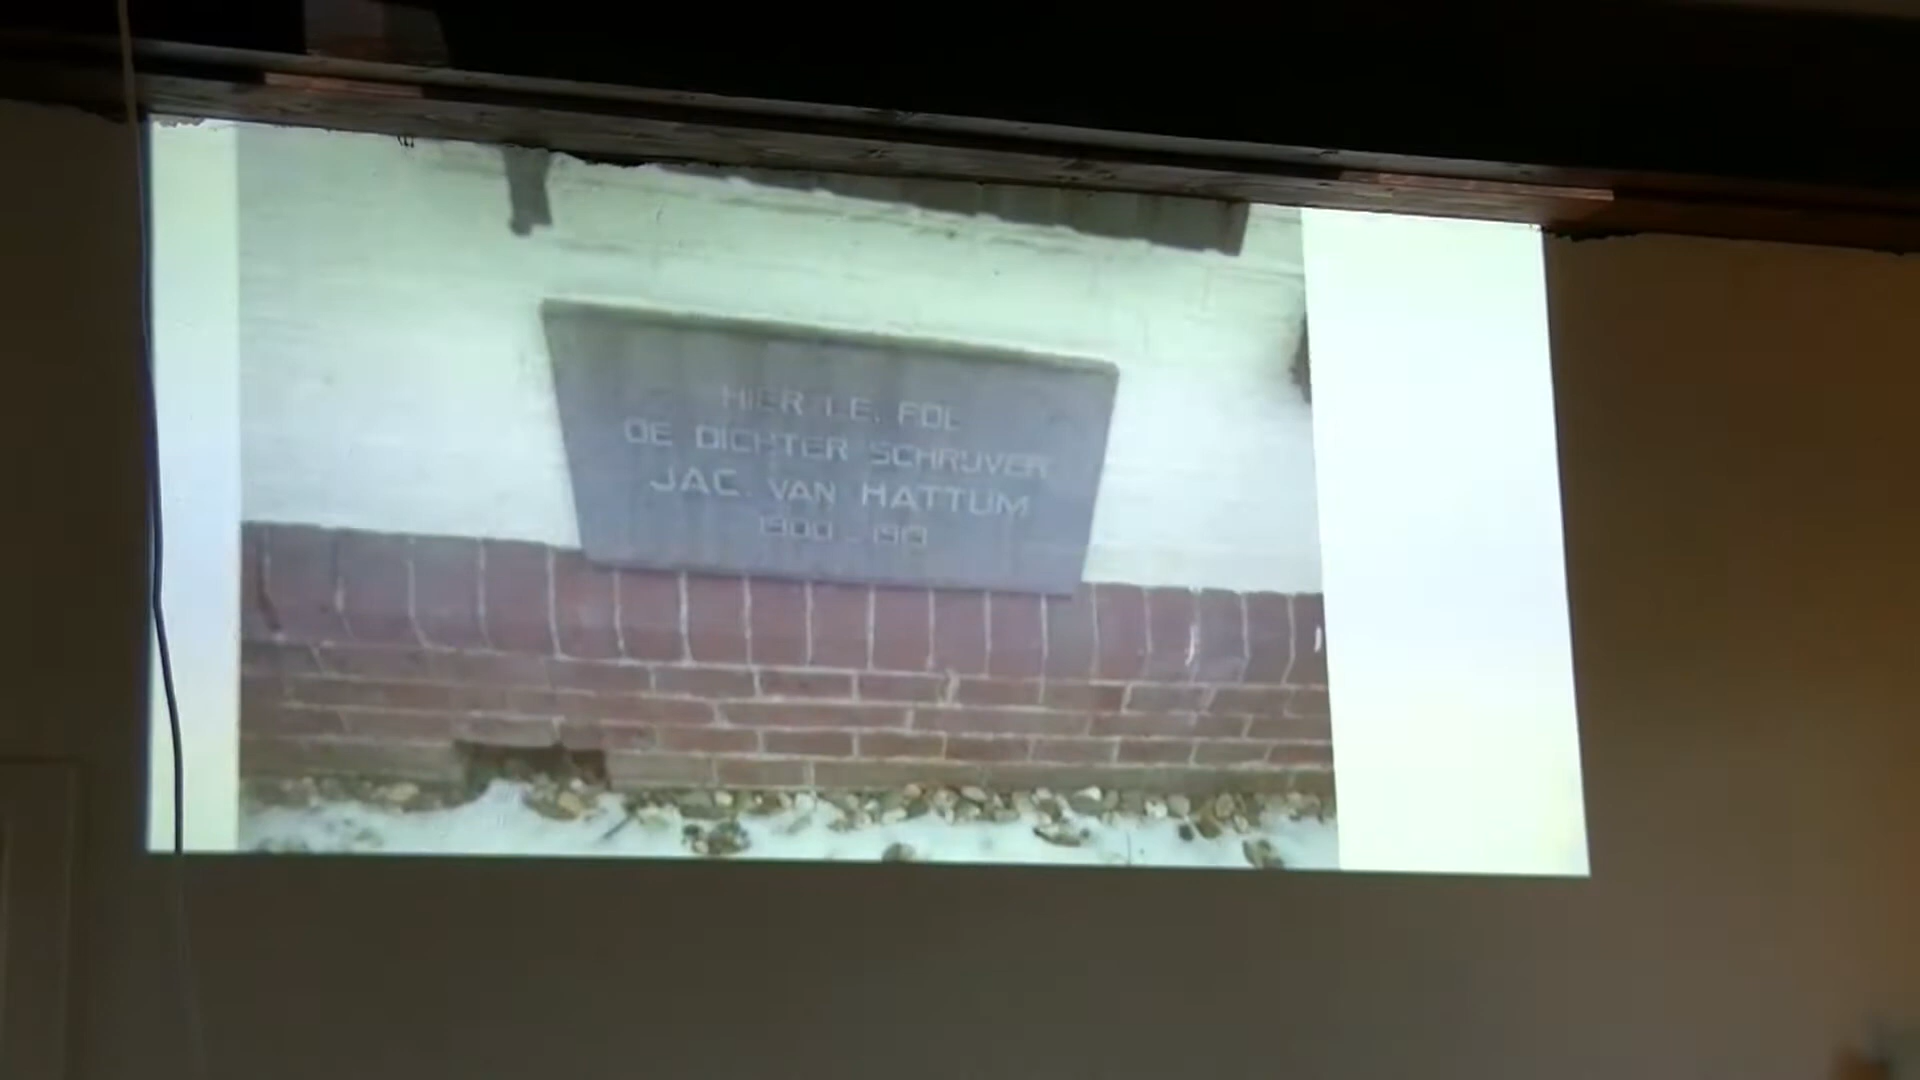 HIER
DE DICHTER SCHRIJVER
JAC. VAN HATTUM
1900 -